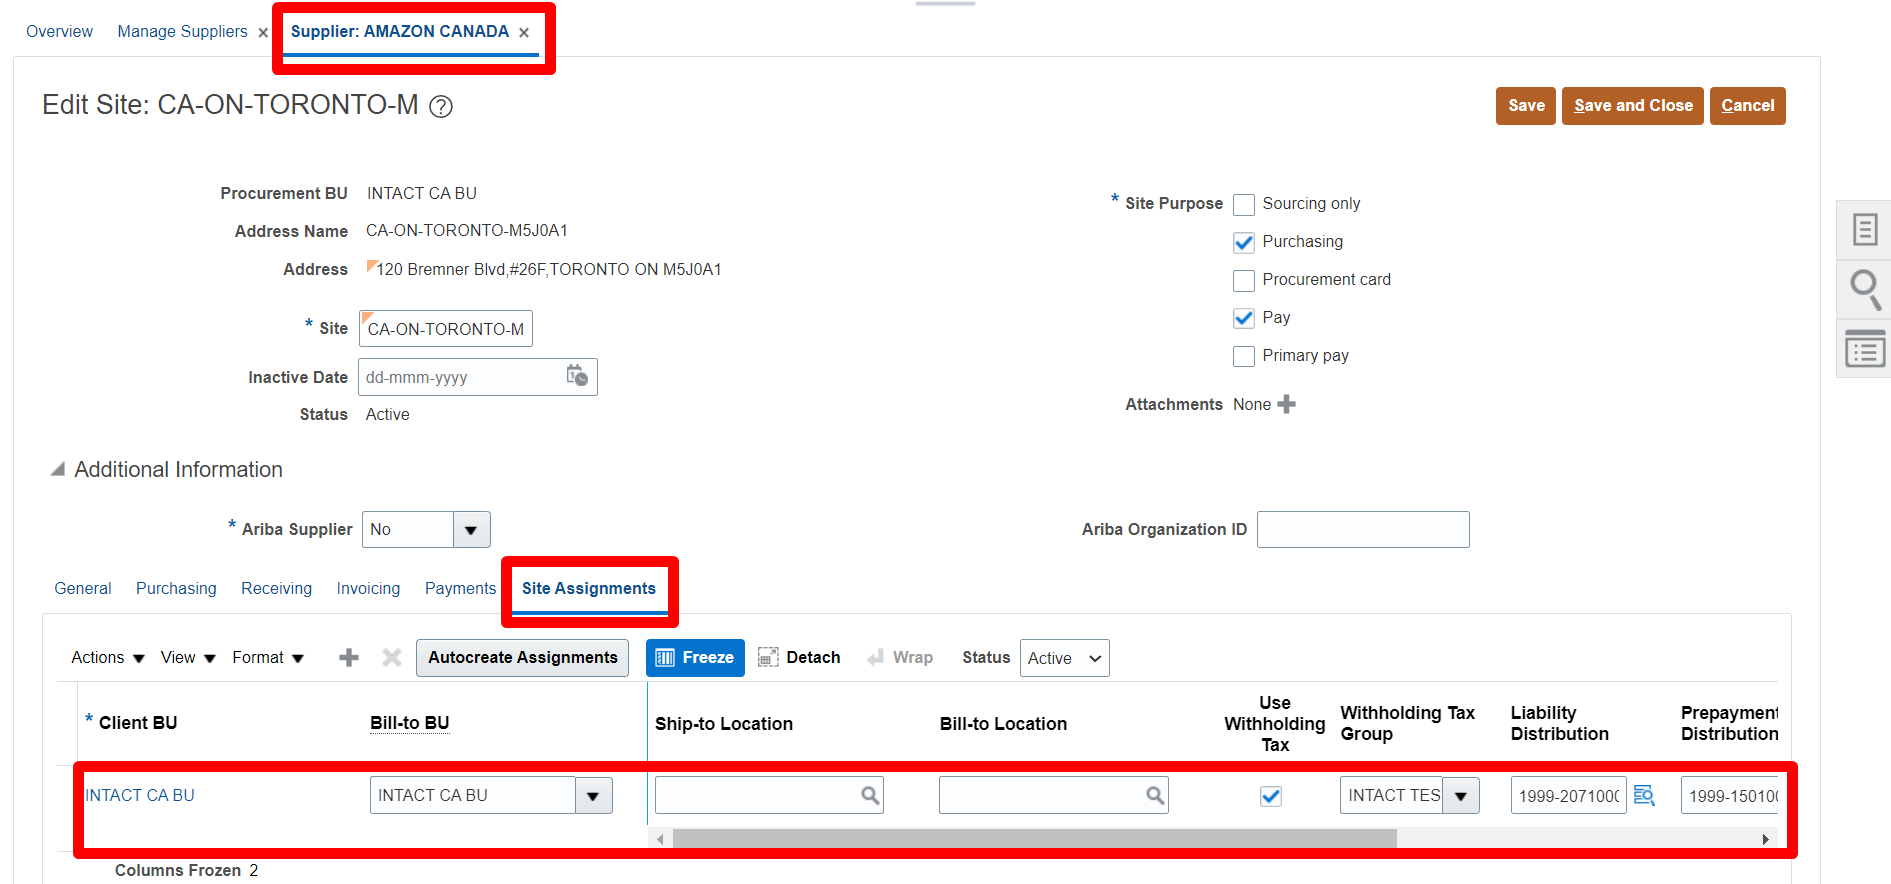 Overview Manage Suppliers × Supplier: AMAZON CANADA ×
Edit Site: CA-ON-TORONTO-M ?
Save Save and Close Cancel
Procurement BU INTACT CA BU
Address Name CA-ON-TORONTO-M5J0A1
Address 120 Bremner Blvd,#26F,TORONTO ON M5J0A1
* Site CA-ON-TORONTO-M
Inactive Date dd-mmm-yyyy
Status Active
* Site Purpose Sourcing only
Purchasing
Procurement card
Pay
Primary pay
Attachments None
Additional Information
* Ariba Supplier No
Ariba Organization ID
General Purchasing Receiving Invoicing Payments Site Assignments
Actions View Format Autocreate Assignments Freeze Detach Wrap Status Active
* Client BU Bill-to BU Ship-to Location Bill-to Location
Use
Withholding
Tax
Withholding Tax
Group
Liability
Distribution
Prepayment
Distribution
INTACT CA BU INTACT CA BU INTACT TES 1999-2071000 1999-150100
Columns Frozen 2